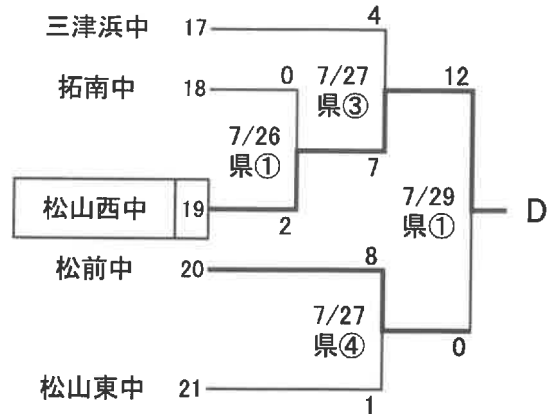 三津浜中 17
4
拓南中 18
0
7/27
県③
12
7/26
県①
7
松山西中 19
2
7/29
県①
D
松前中 20
8
7/27
県④
0
松山東中 21
1